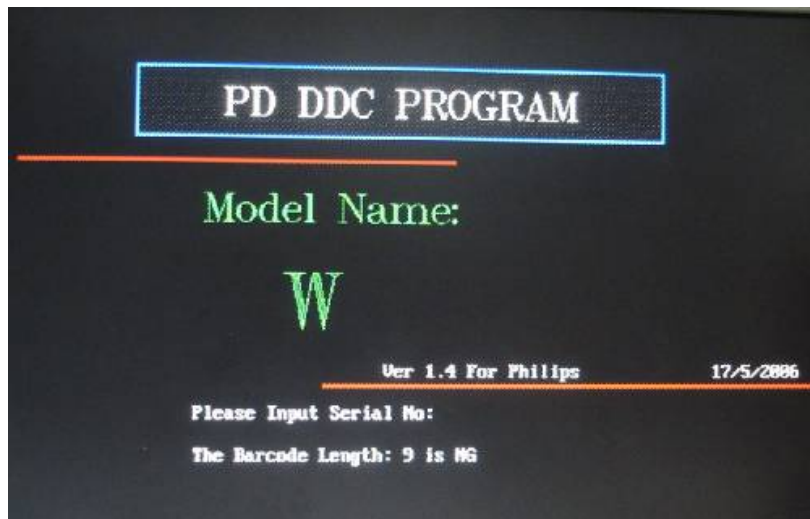 PD DDC PROGRAM
Model Name:
W
Ver 1.4 For Philips 17/5/2006
Please Input Serial No:
The Barcode Length: 9 is NG